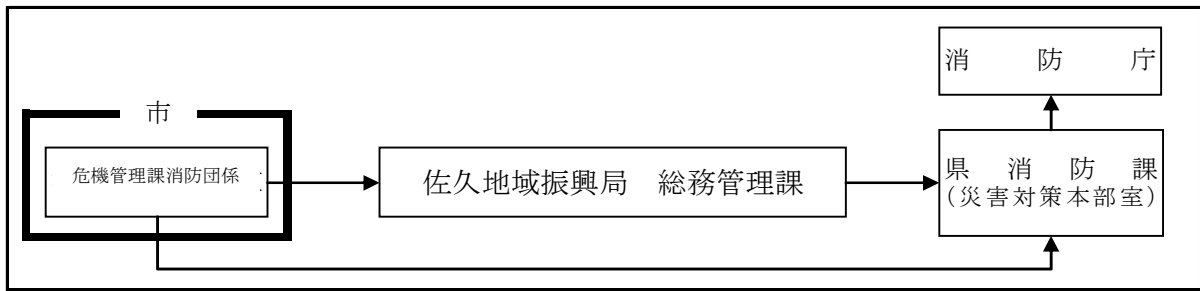 消防庁
市
危機管理課消防団係
佐久地域振興局　総務管理課
県消防課
(災害対策本部室)